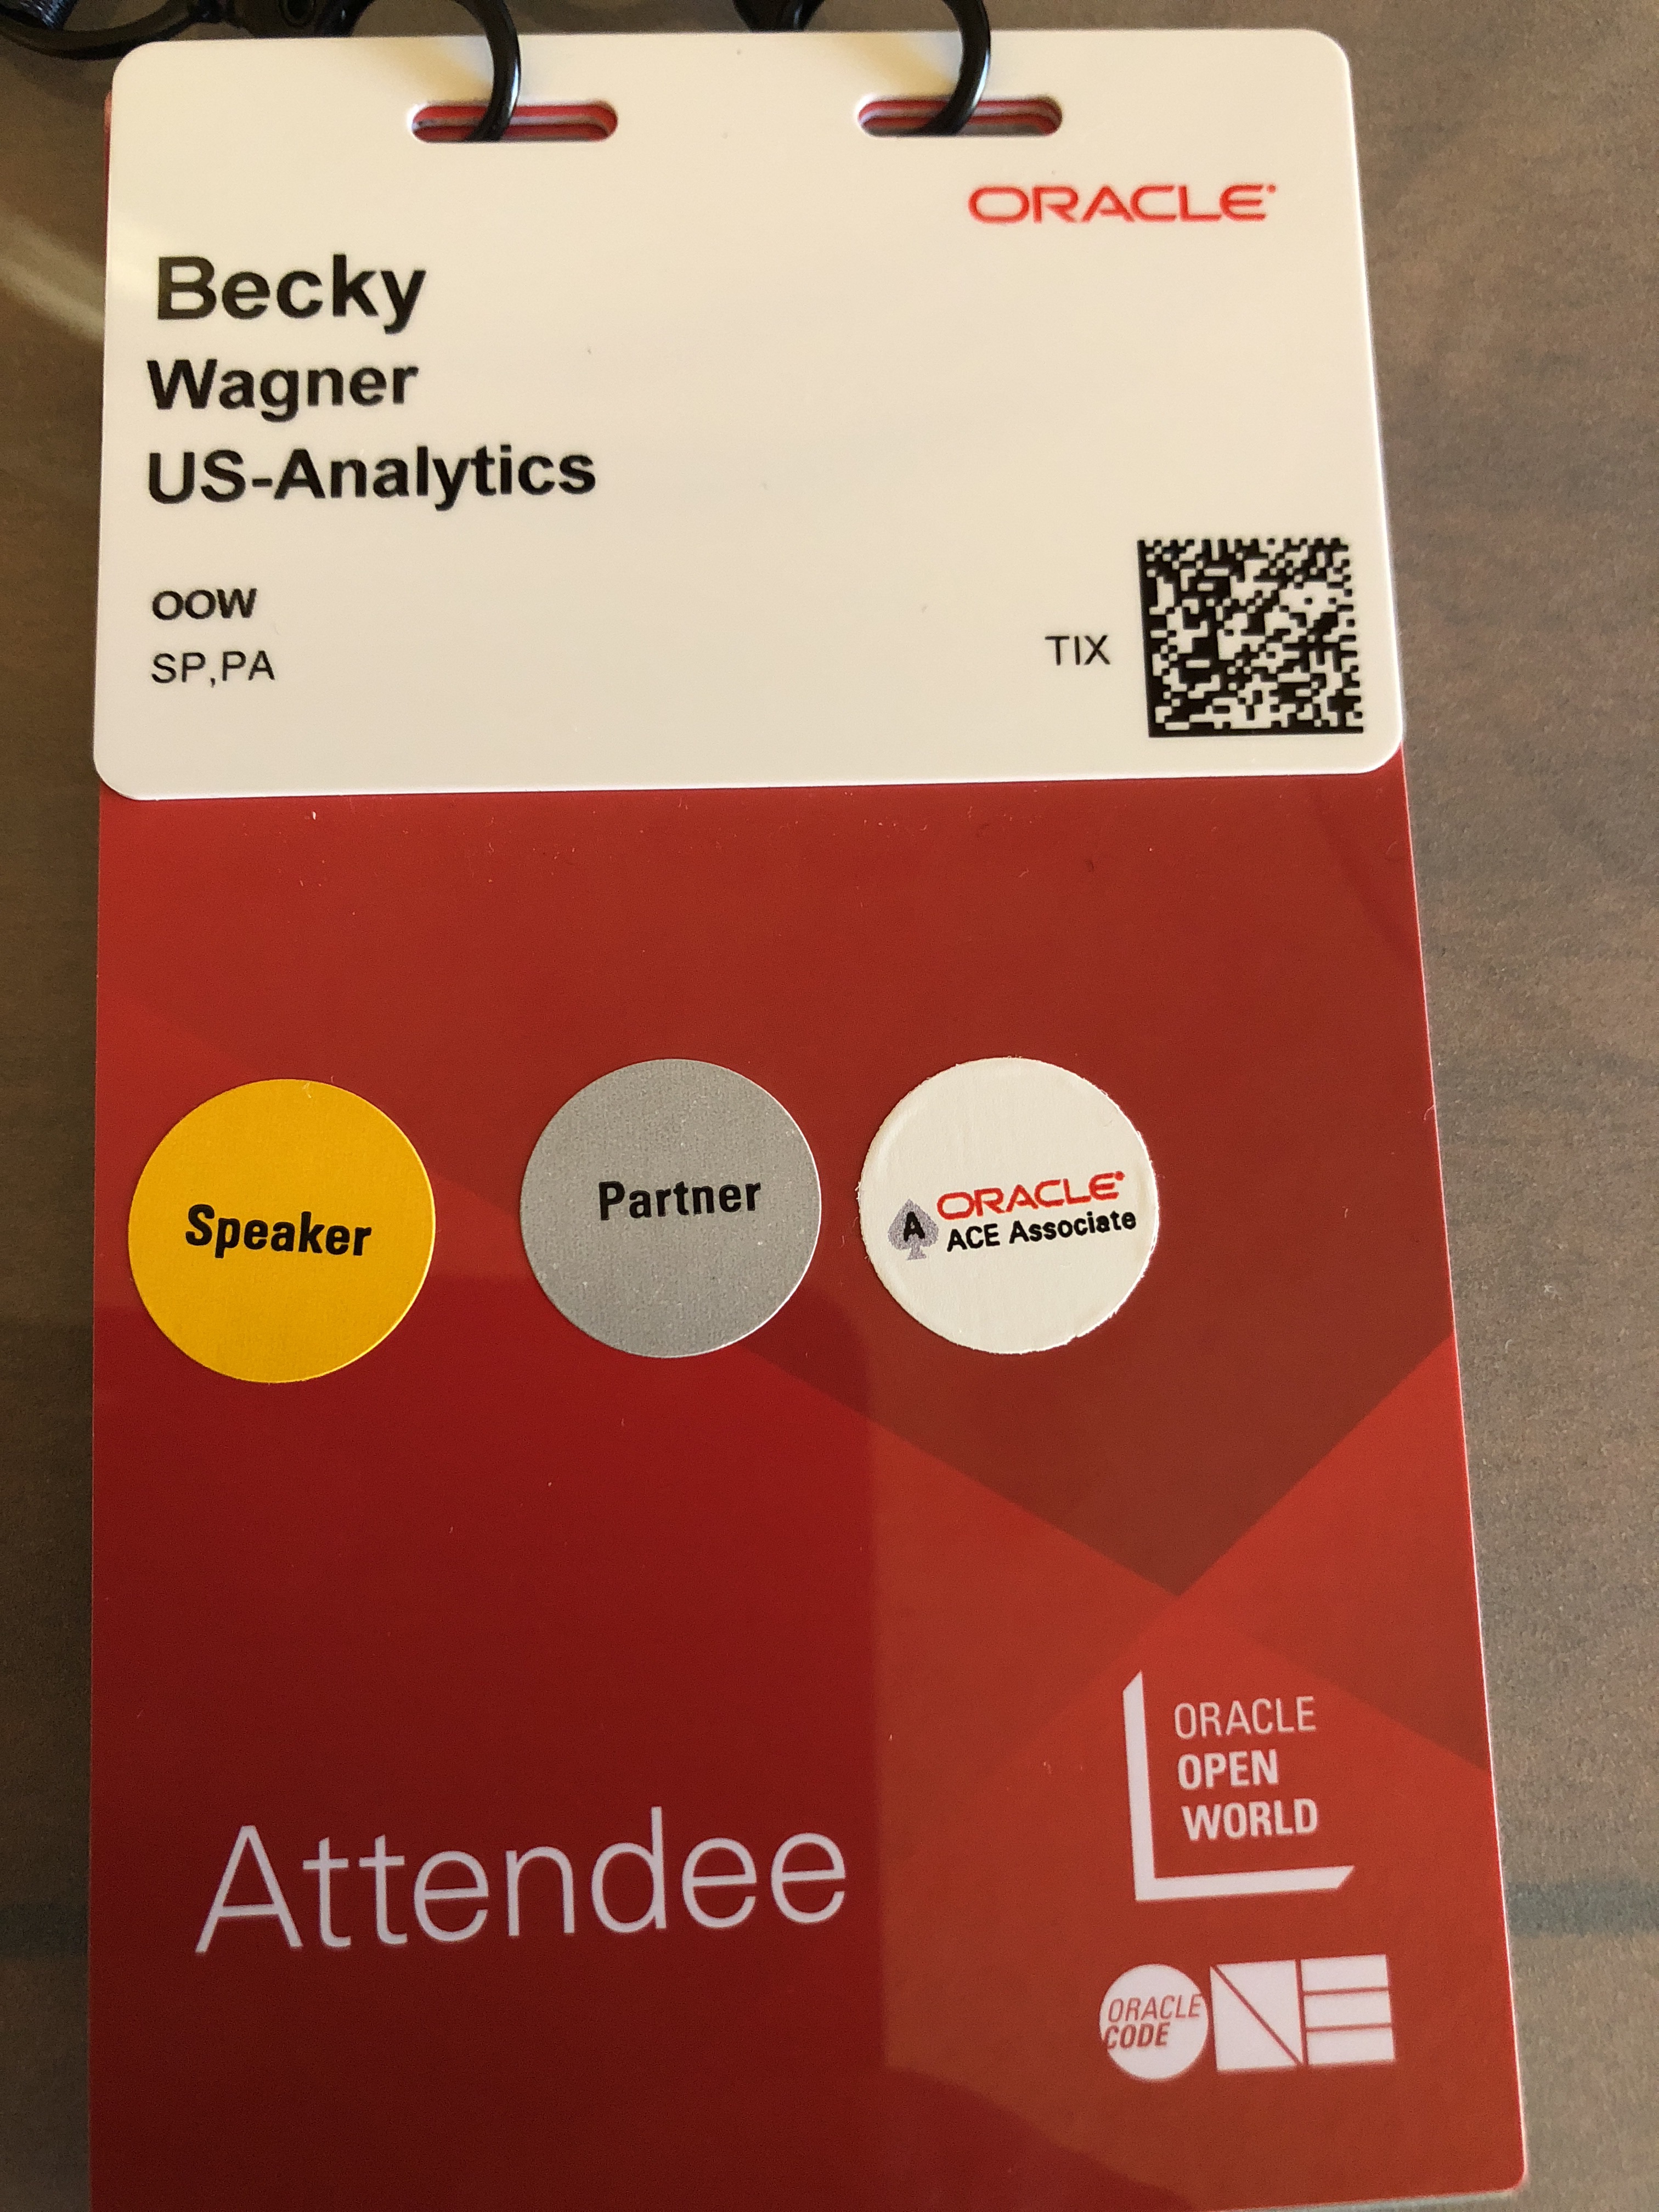 ORACLE
Becky
Wagner
US-Analytics
OOW
SP,PA
TIX
Speaker
Partner
A
ORACLE
ACE Associate
Attendee
ORACLE
OPEN
WORLD
ORACLE
CODE
ONE